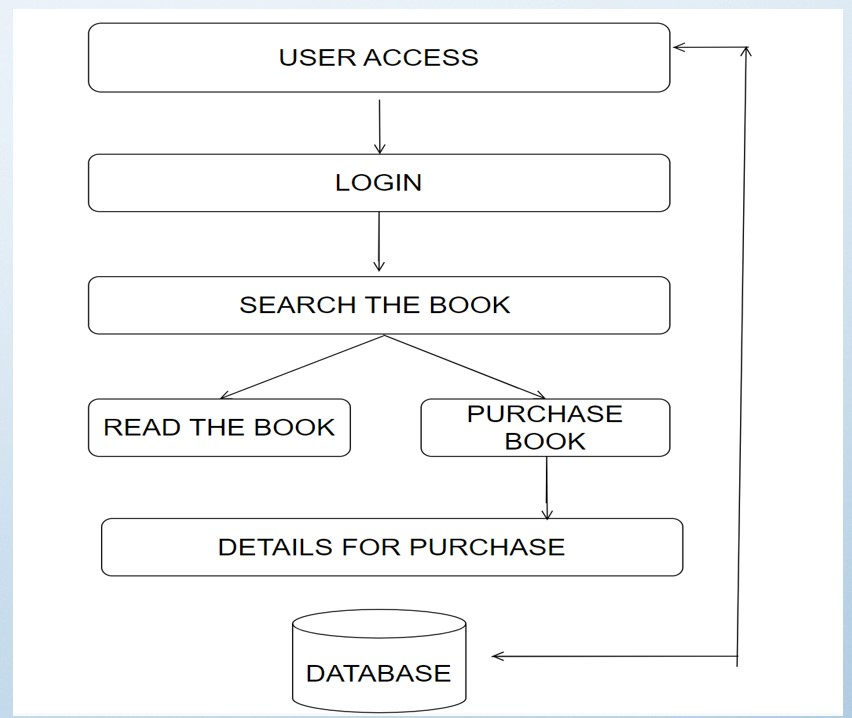 USER ACCESS
LOGIN
SEARCH THE BOOK
READ THE BOOK
PURCHASE
BOOK
DETAILS FOR PURCHASE
DATABASE